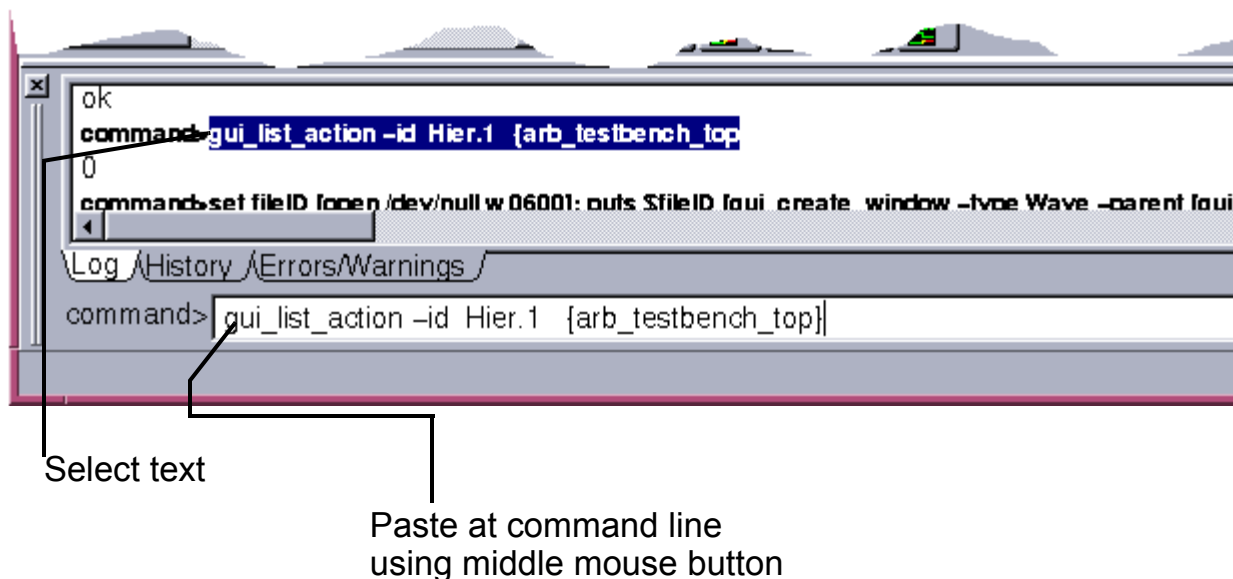 ok
command>gui_list_action –id Hier.1 {arb_testbench_top
0
command>set fileID [open /dev/null w 0600]; puts $fileID [gui_create_window –type Wave –parent [gui
Log History Errors/Warnings
command> gui_list_action –id Hier.1 {arb_testbench_top}
Select text
Paste at command line
using middle mouse button